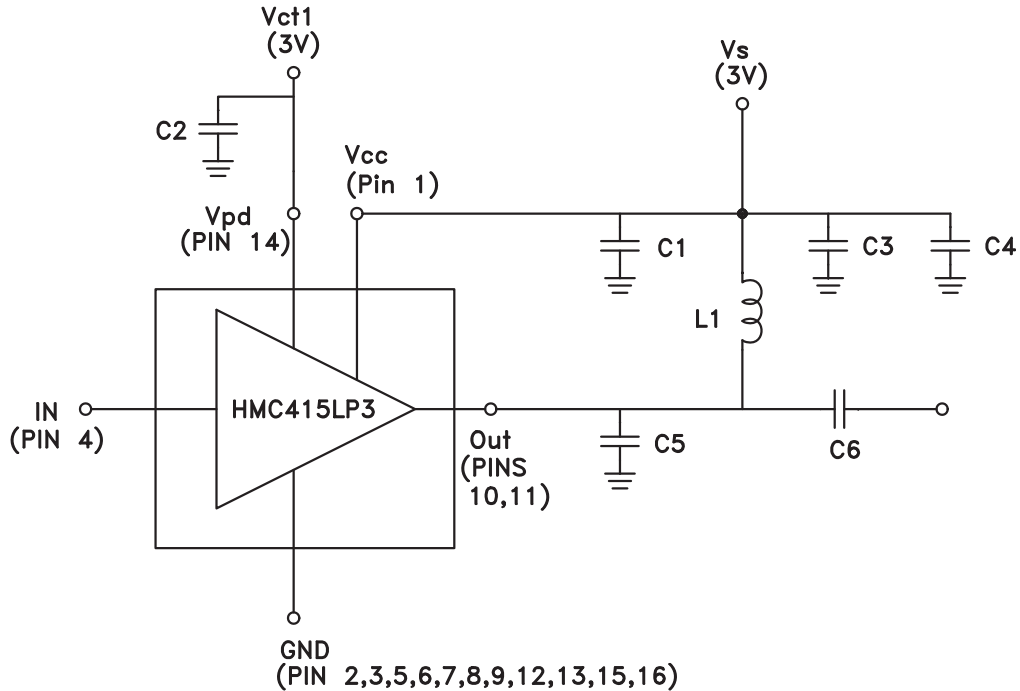 Vct1
(3V)
Vs
(3V)
C2
Vcc
(Pin 1)
Vpd
(PIN 14)
C1
C3
C4
L1
IN
(PIN 4)
HMC415LP3
Out
(PINS
10,11)
C5
C6
GND
(PIN 2,3,5,6,7,8,9,12,13,15,16)